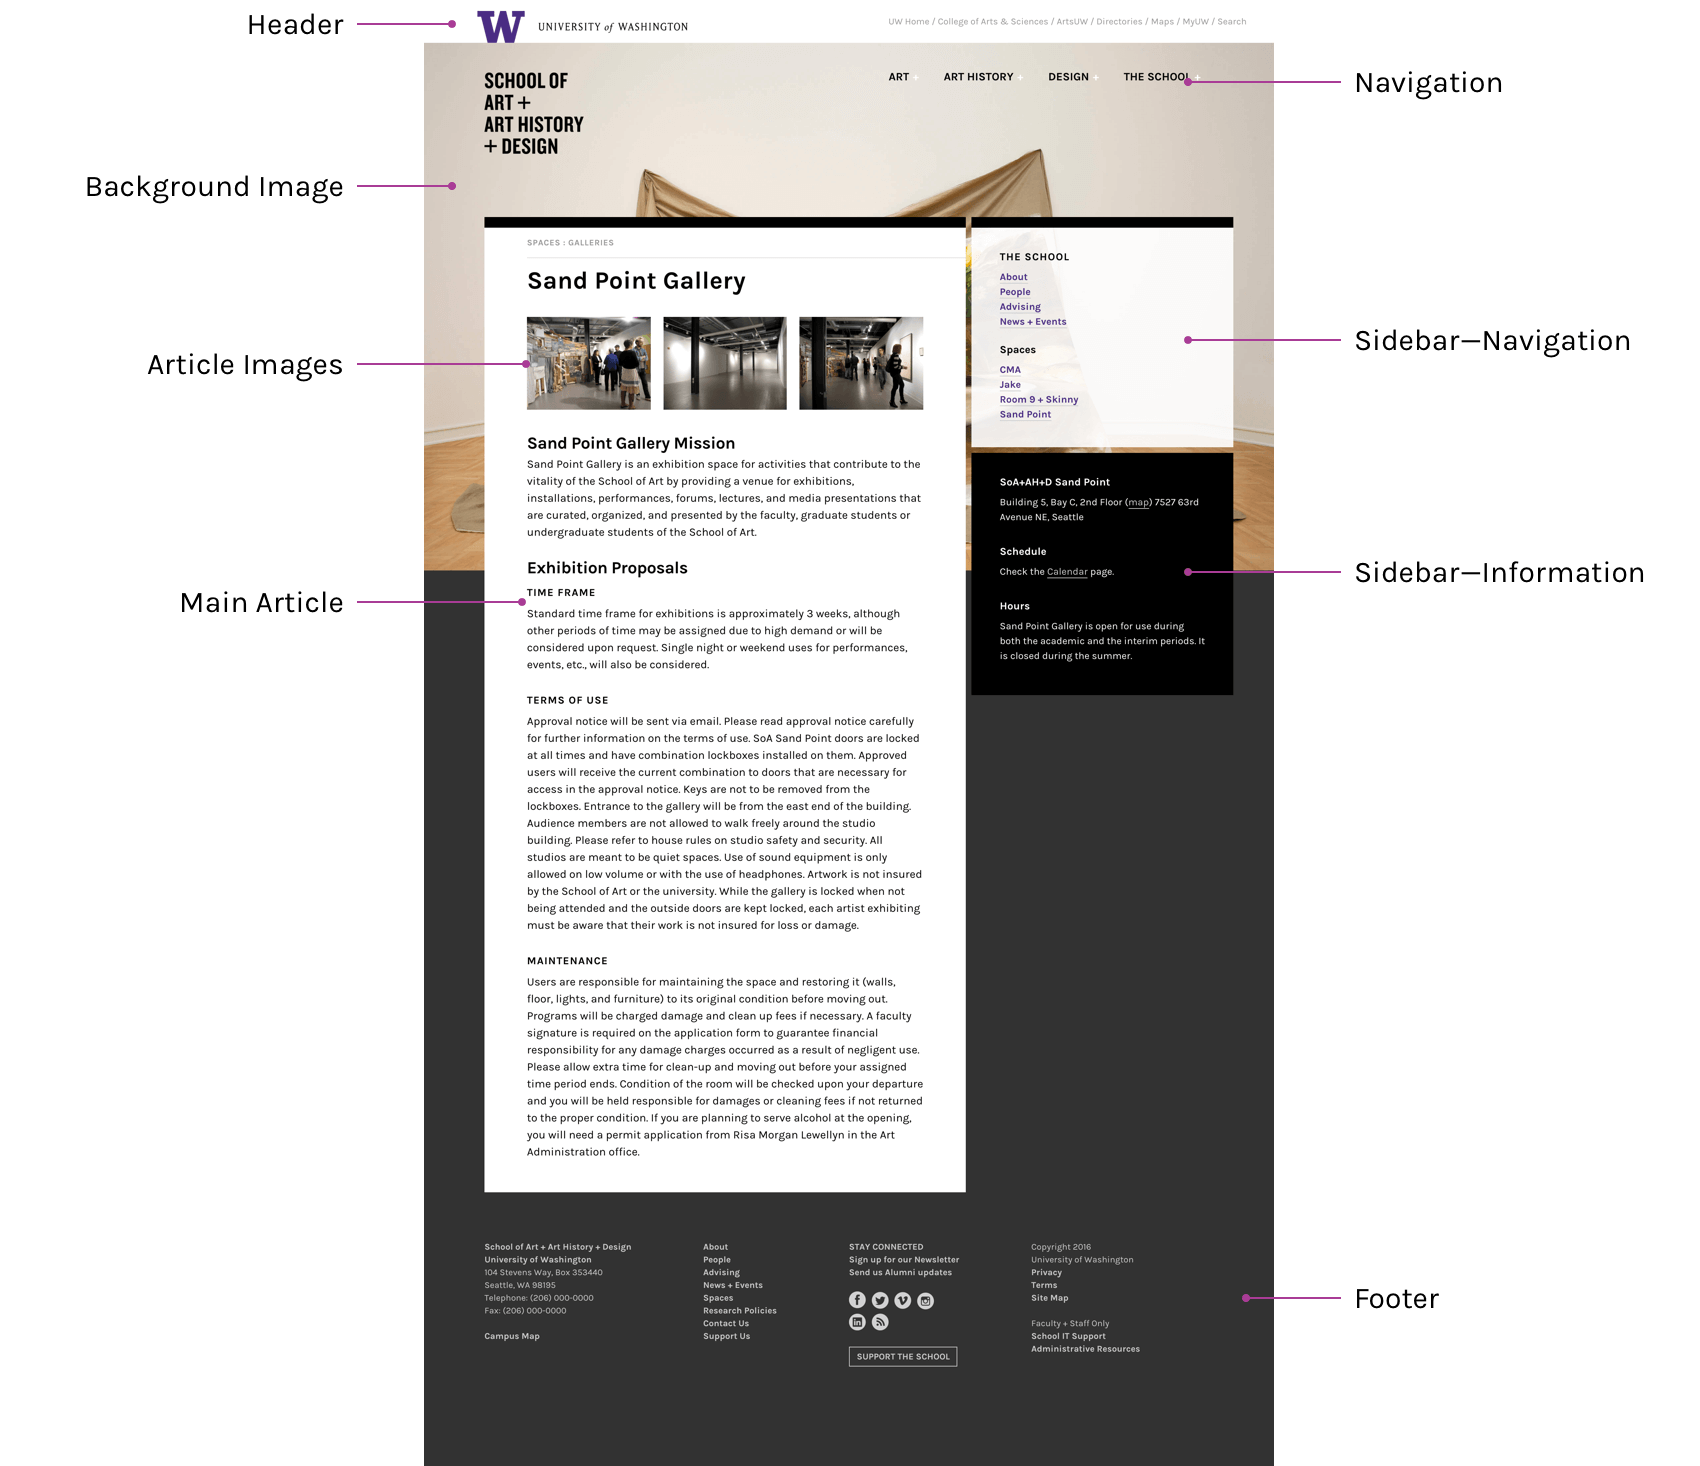 Header
UNIVERSITY of WASHINGTON
UW Home / College of Arts & Sciences / ArtsUW / Directories / Maps / MyUW / Search
SCHOOL OF
ART +
ART HISTORY
+ DESIGN
ART +
ART HISTORY +
DESIGN +
THE SCHOOL +
Navigation
Background Image
SPACES : GALLERIES
Sand Point Gallery
Article Images
Sand Point Gallery Mission
Sand Point Gallery is an exhibition space for activities that contribute to the
vitality of the School of Art by providing a venue for exhibitions,
installations, performances, forums, lectures, and media presentations that
are curated, organized, and presented by the faculty, graduate students or
undergraduate students of the School of Art.
Exhibition Proposals
Main Article
TIME FRAME
Standard time frame for exhibitions is approximately 3 weeks, although
other periods of time may be assigned due to high demand or will be
considered upon request. Single night or weekend uses for performances,
events, etc., will also be considered.
TERMS OF USE
Approval notice will be sent via email. Please read approval notice carefully
for further information on the terms of use. SoA Sand Point doors are locked
at all times and have combination lockboxes installed on them. Approved
users will receive the current combination to doors that are necessary for
access in the approval notice. Keys are not to be removed from the
lockboxes. Entrance to the gallery will be from the east end of the building.
Audience members are not allowed to walk freely around the studio
building. Please refer to house rules on studio safety and security. All
studios are meant to be quiet spaces. Use of sound equipment is only
allowed on low volume or with the use of headphones. Artwork is not insured
by the School of Art or the university. While the gallery is locked when not
being attended and the outside doors are kept locked, each artist exhibiting
must be aware that their work is not insured for loss or damage.
MAINTENANCE
Users are responsible for maintaining the space and restoring it (walls,
floor, lights, and furniture) to its original condition before moving out.
Programs will be charged damage and clean up fees if necessary. A faculty
signature is required on the application form to guarantee financial
responsibility for any damage charges occurred as a result of negligent use.
Please allow extra time for clean-up and moving out before your assigned
time period ends. Condition of the room will be checked upon your departure
and you will be held responsible for damages or cleaning fees if not returned
to the proper condition. If you are planning to serve alcohol at the opening,
you will need a permit application from Risa Morgan Lewellyn in the Art
Administration office.
THE SCHOOL
About
People
Advising
News + Events
Spaces
CMA
Jake
Room 9 + Skinny
Sand Point
Sidebar—Navigation
SoA+AH+D Sand Point
Building 5, Bay C, 2nd Floor (map) 7527 63rd
Avenue NE, Seattle
Schedule
Check the Calendar page.
Hours
Sand Point Gallery is open for use during
both the academic and the interim periods. It
is closed during the summer.
Sidebar—Information
School of Art + Art History + Design
University of Washington
104 Stevens Way, Box 353440
Seattle, WA 98195
Telephone: (206) 000-0000
Fax: (206) 000-0000
Campus Map
About
People
Advising
News + Events
Spaces
Research Policies
Contact Us
Support Us
STAY CONNECTED
Sign up for our Newsletter
Send us Alumni updates
SUPPORT THE SCHOOL
Copyright 2016
University of Washington
Privacy
Terms
Site Map
Faculty + Staff Only
School IT Support
Administrative Resources
Footer